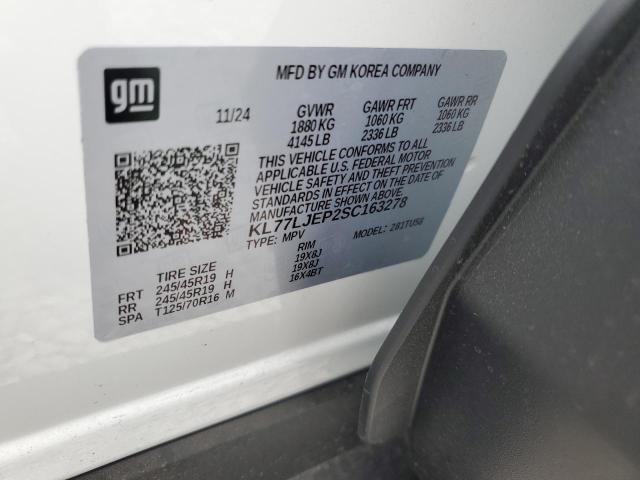 gm
MFD BY GM KOREA COMPANY
11/24 GVWR GAWR FRT GAWR RR
1880 KG 1060 KG 1060 KG
4145 LB 2336 LB 2336 LB
THIS VEHICLE CONFORMS TO ALL
APPLICABLE U.S. FEDERAL MOTOR
VEHICLE SAFETY AND THEFT PREVENTION
STANDARDS IN EFFECT ON THE DATE OF
MANUFACTURE SHOWN ABOVE.
KL77LJEP2SC163278
TYPE: MPV MODEL: 281TU58
TIRE SIZE RIM
FRT 245/45R19 H 19X8J
RR 245/45R19 H 19X8J
SPA T125/70R16 M 16X4BT